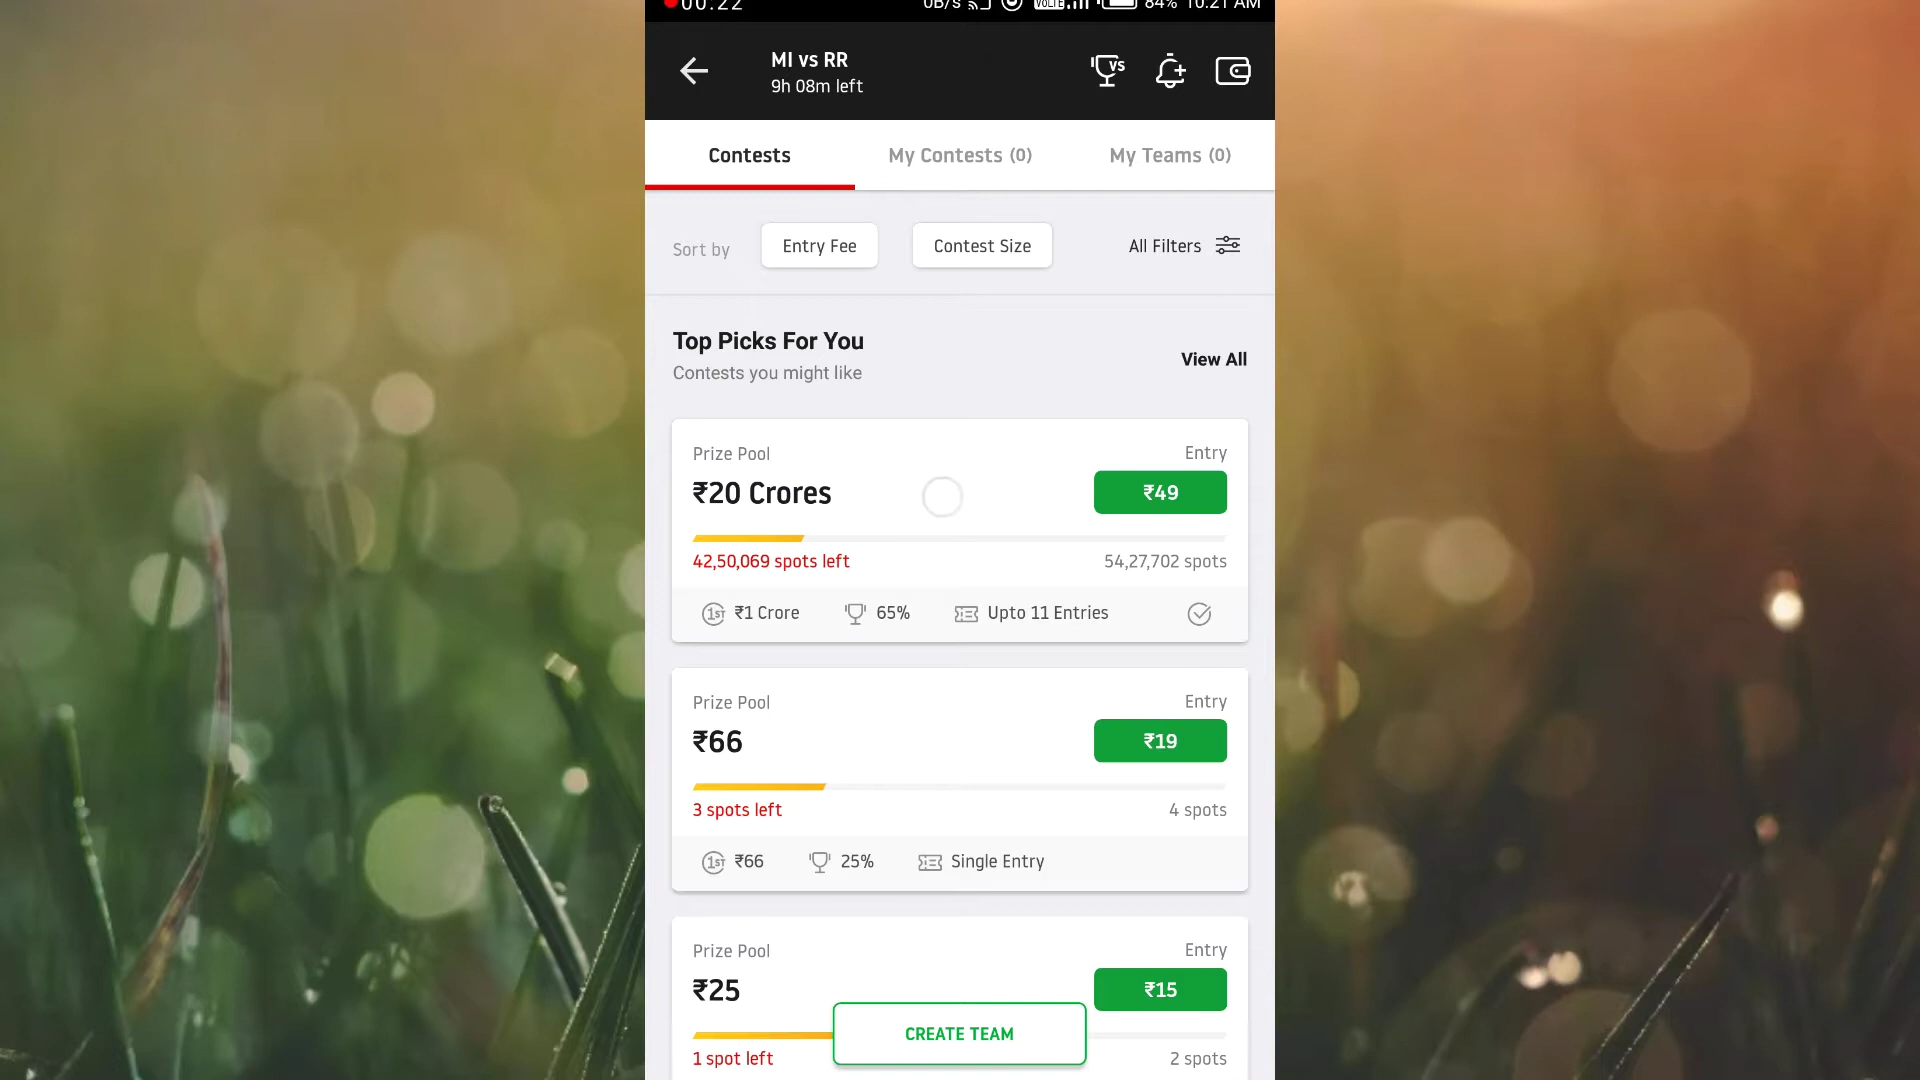 00:22 0B/s VOLTE 84% 10:21 AM
MI vs RR
VS
9h 08m left
Contests My Contests (0) My Teams (0)
Sort by Entry Fee Contest Size All Filters
Top Picks For You
View All
Contests you might like
Prize Pool Entry
₹20 Crores ₹49
42,50,069 spots left 54,27,702 spots
1ST ₹1 Crore 65% Upto 11 Entries
Prize Pool Entry
₹66 ₹19
3 spots left 4 spots
1ST ₹66 25% Single Entry
Prize Pool Entry
₹25 ₹15
CREATE TEAM
1 spot left 2 spots